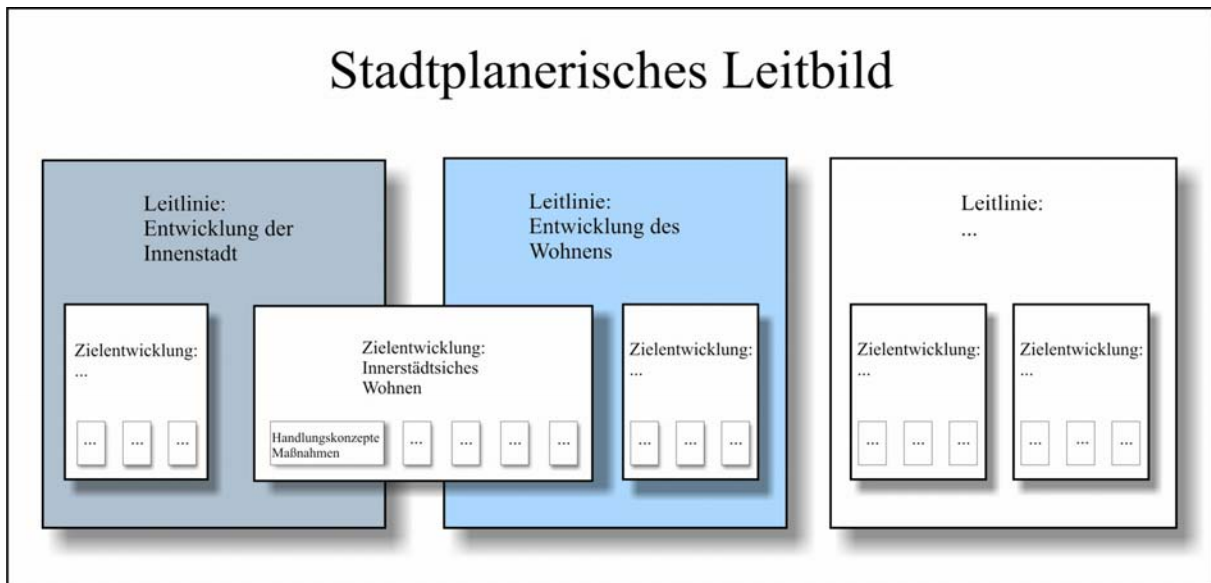 Stadtplanerisches Leitbild
Leitlinie:
Entwicklung der
Innenstadt
Zielentwicklung:
...
...
...
...
Zielentwicklung:
Innerstädtsiches
Wohnen
Handlungskonzepte
Maßnahmen
...
...
...
...
Leitlinie:
Entwicklung des
Wohnens
Zielentwicklung:
...
...
...
...
Leitlinie:
...
Zielentwicklung:
...
...
...
...
Zielentwicklung:
...
...
...
...